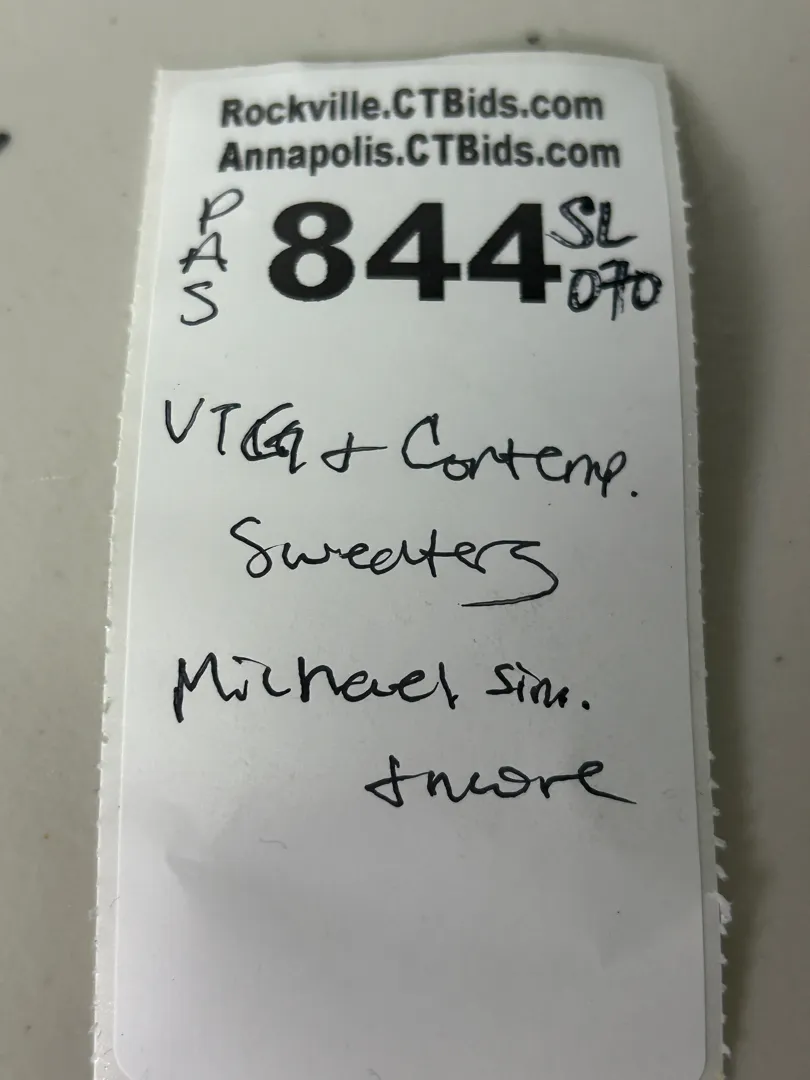 Rockville.CTBids.com
Annapolis.CTBids.com
PAS 844 SL
070
VTG + Contemp.
Sweaters
Michael Sim.
+ more